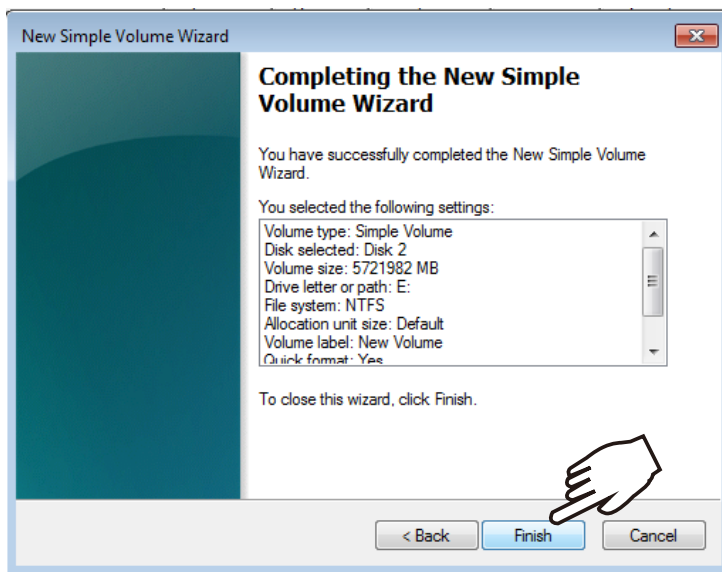 New Simple Volume Wizard
Completing the New Simple
Volume Wizard
You have successfully completed the New Simple Volume
Wizard.
You selected the following settings:
Volume type: Simple Volume
Disk selected: Disk 2
Volume size: 5721982 MB
Drive letter or path: E:
File system: NTFS
Allocation unit size: Default
Volume label: New Volume
Quick format: Yes
To close this wizard, click Finish.
< Back
Finish
Cancel